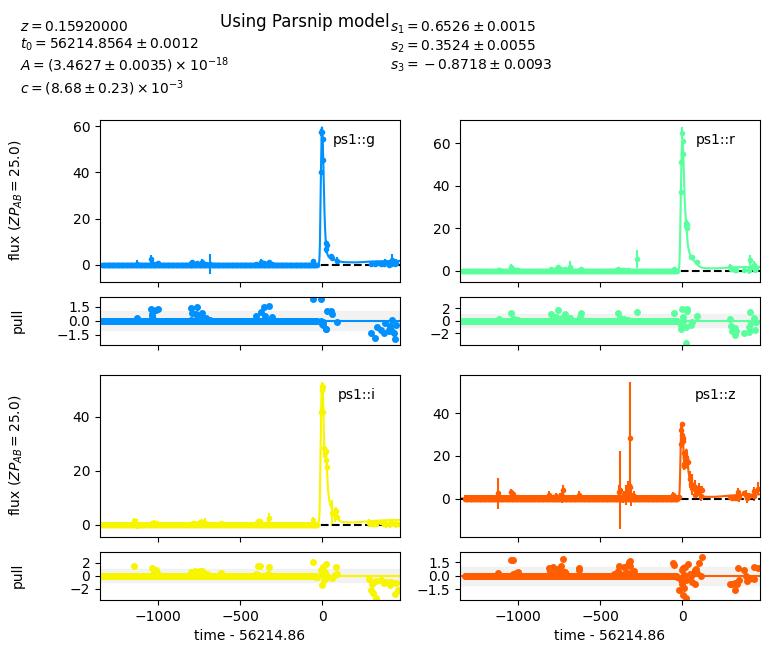 Using Parsnip model
z = 0.15920000
t₀ = 56214.8564 ± 0.0012
A = (3.4627 ± 0.0035) × 10⁻¹⁸
c = (8.68 ± 0.23) × 10⁻³
s₁ = 0.6526 ± 0.0015
s₂ = 0.3524 ± 0.0055
s₃ = −0.8718 ± 0.0093
flux (ZP_AB = 25.0)
60
40
20
0
ps1::g
60
40
20
0
ps1::r
pull
1.5
0.0
−1.5
2
0
−2
flux (ZP_AB = 25.0)
40
20
0
ps1::i
40
20
0
ps1::z
pull
2
0
−2
1.5
0.0
−1.5
−1000 −500 0
−1000 −500 0
time - 56214.86
time - 56214.86